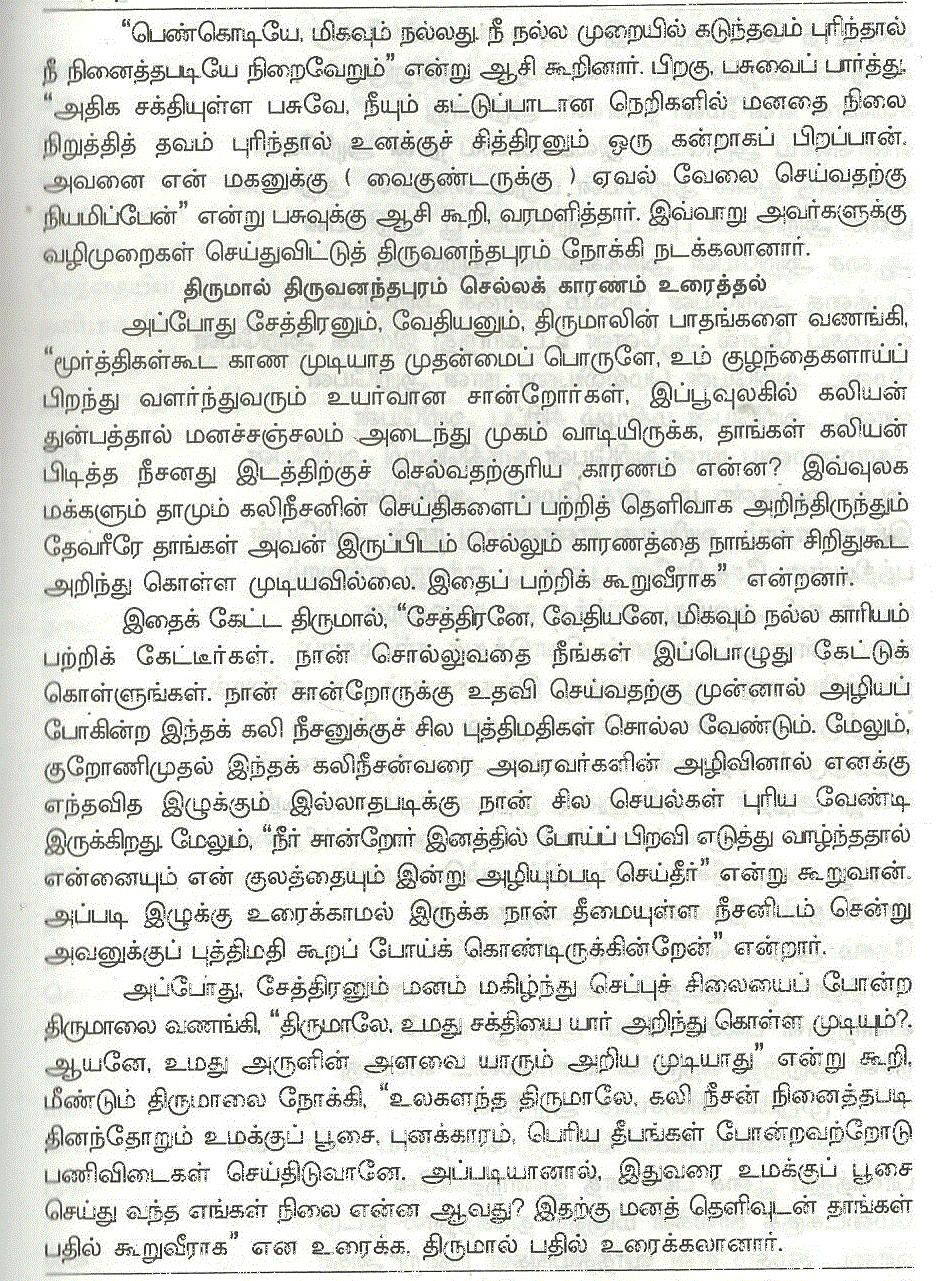 “பெண்கொடியே, மிகவும் நல்லது. நீ நல்ல முறையில் கடுந்தவம் புரிந்தால்
நீ நினைத்தபடியே நிறைவேறும்” என்று ஆசி கூறினார். பிறகு, பசுவைப் பார்த்து,
“அதிக சக்தியுள்ள பசுவே, நீயும் கட்டுப்பாடான நெறிகளில் மனதை நிலை
நிறுத்தித் தவம் புரிந்தால் உனக்குச் சித்திரனும் ஒரு கன்றாகப் பிறப்பான்.
அவனை என் மகனுக்கு ( வைகுண்டருக்கு ) ஏவல் வேலை செய்வதற்கு
நியமிப்பேன்” என்று பசுவுக்கு ஆசி கூறி, வரமளித்தார். இவ்வாறு அவர்களுக்கு
வழிமுறைகள் செய்துவிட்டுத் திருவனந்தபுரம் நோக்கி நடக்கலானார்.
திருமால் திருவனந்தபுரம் செல்லக் காரணம் உரைத்தல்
அப்போது சேத்திரனும், வேதியனும், திருமாலின் பாதங்களை வணங்கி,
“மூர்த்திகள்கூட காண முடியாத முதன்மைப் பொருளே, உம் குழந்தைகளாய்ப்
பிறந்து வளர்ந்துவரும் உயர்வான சான்றோர்கள், இப்பூவுலகில் கலியன்
துன்பத்தால் மனச்சஞ்சலம் அடைந்து முகம் வாடியிருக்க, தாங்கள் கலியன்
பிடித்த நீசனது இடத்திற்குச் செல்வதற்குரிய காரணம் என்ன? இவ்வுலக
மக்களும் தாமும் கலிநீசனின் செய்திகளைப் பற்றித் தெளிவாக அறிந்திருந்தும்
தேவரீரே தாங்கள் அவன் இருப்பிடம் செல்லும் காரணத்தை நாங்கள் சிறிதுகூட
அறிந்து கொள்ள முடியவில்லை. இதைப் பற்றிக் கூறுவீராக” என்றனர்.
இதைக் கேட்ட திருமால், “சேத்திரனே, வேதியனே, மிகவும் நல்ல காரியம்
பற்றிக் கேட்டீர்கள். நான் சொல்லுவதை நீங்கள் இப்பொழுது கேட்டுக்
கொள்ளுங்கள். நான் சான்றோருக்கு உதவி செய்வதற்கு முன்னால் அழியப்
போகின்ற இந்தக் கலி நீசனுக்குச் சில புத்திமதிகள் சொல்ல வேண்டும். மேலும்,
குறோணிமுதல் இந்தக் கலிநீசன்வரை அவரவர்களின் அழிவினால் எனக்கு
எந்தவித இழுக்கும் இல்லாதபடிக்கு நான் சில செயல்கள் புரிய வேண்டி
இருக்கிறது. மேலும், “நீர் சான்றோர் இனத்தில் போய்ப் பிறவி எடுத்து வாழ்ந்ததால்
என்னையும் என் குலத்தையும் இன்று அழியும்படி செய்தீர்” என்று கூறுவான்.
அப்படி இழுக்கு உரைக்காமல் இருக்க நான் தீமையுள்ள நீசனிடம் சென்று
அவனுக்குப் புத்திமதி கூறப் போய்க் கொண்டிருக்கின்றேன்” என்றார்.
அப்போது, சேத்திரனும் மனம் மகிழ்ந்து செப்புச் சிலையைப் போன்ற
திருமாலை வணங்கி, “திருமாலே, உமது சக்தியை யார் அறிந்து கொள்ள முடியும்?.
ஆயனே, உமது அருளின் அளவை யாரும் அறிய முடியாது” என்று கூறி,
மீண்டும் திருமாலை நோக்கி, “உலகளந்த திருமாலே, கலி நீசன் நினைத்தபடி
தினந்தோறும் உமக்குப் பூசை, புனக்காரம், பெரிய தீபங்கள் போன்றவற்றோடு
பணிவிடைகள் செய்திடுவானே. அப்படியானால், இதுவரை உமக்குப் பூசை
செய்து வந்த எங்கள் நிலை என்ன ஆவது? இதற்கு மனத் தெளிவுடன் தாங்கள்
பதில் கூறுவீராக” என உரைக்க, திருமால் பதில் உரைக்கலானார்.